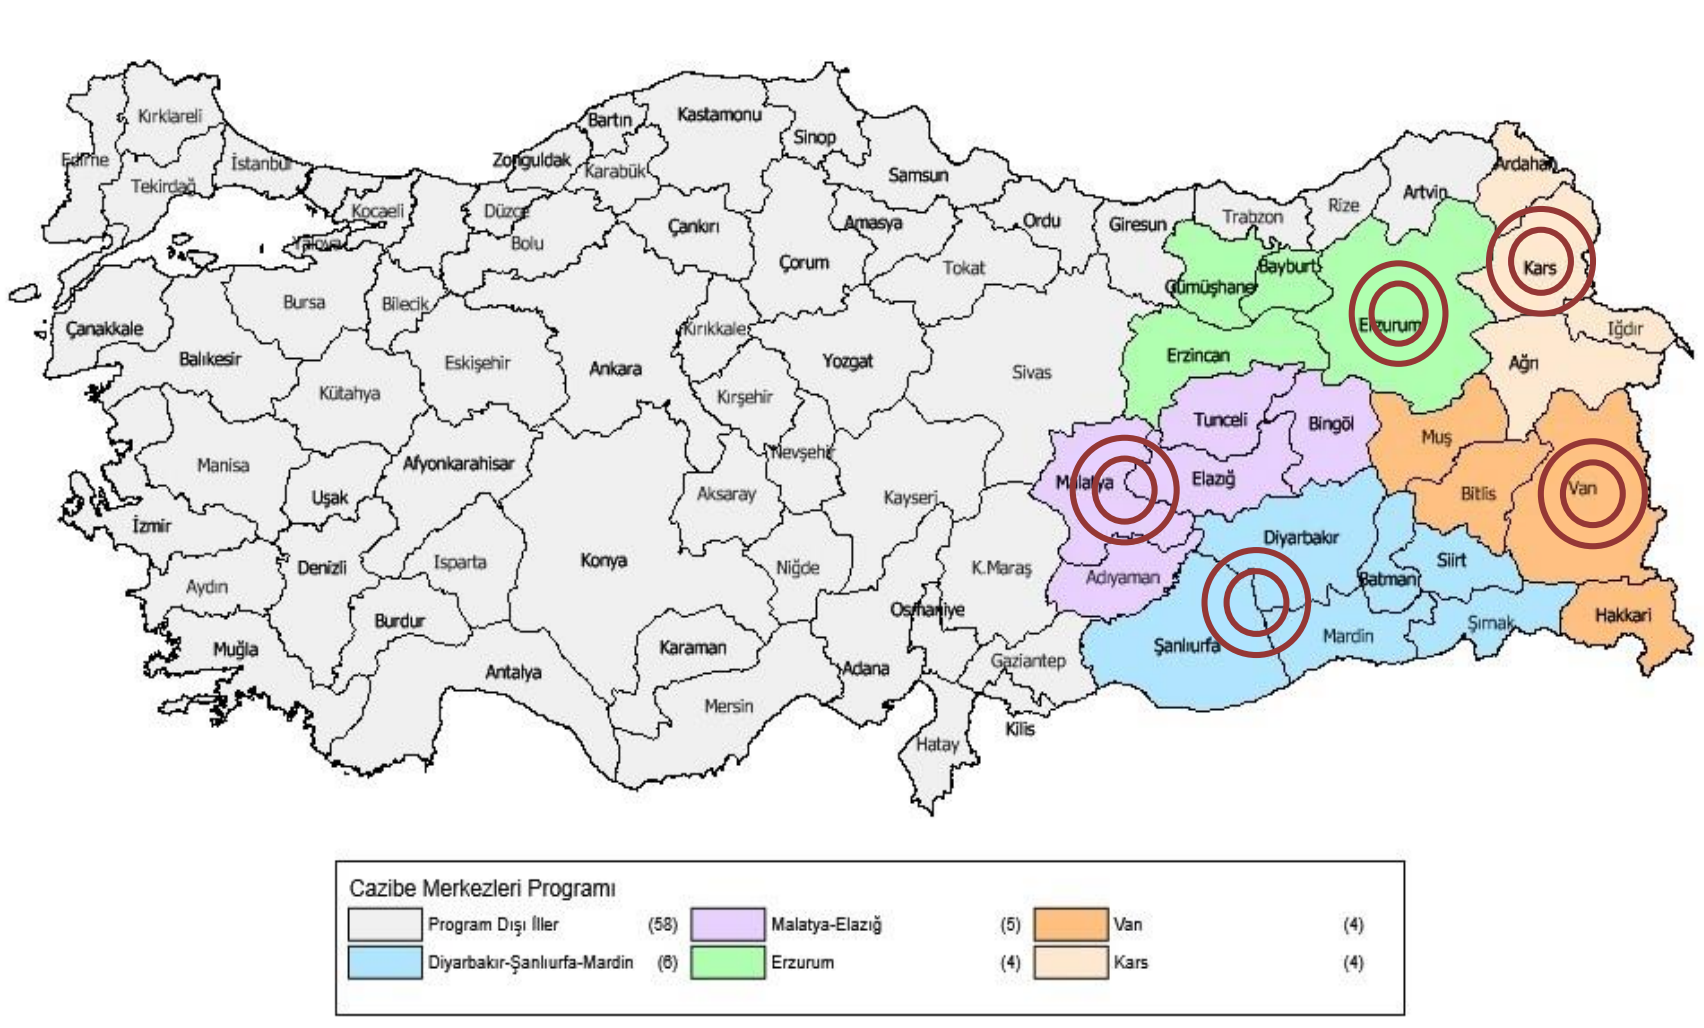 Kırklareli
Edirne
Tekirdağ
İstanbul
Kocaeli
Yalova
Düzce
Bolu
Zonguldak
Bartın
Karabük
Kastamonu
Sinop
Samsun
Çankırı
Çorum
Amasya
Tokat
Ordu
Giresun
Trabzon
Rize
Artvin
Ardahan
Gümüşhane
Bayburt
Erzurum
Kars
Iğdır
Ağrı
Çanakkale
Balıkesir
Bursa
Bilecik
Kütahya
Eskişehir
Ankara
Kırıkkale
Kırşehir
Yozgat
Sivas
Erzincan
Tunceli
Bingöl
Muş
Bitlis
Van
Manisa
Uşak
Afyonkarahisar
Aksaray
Nevşehir
Kayseri
Malatya
Elazığ
İzmir
Aydın
Denizli
Isparta
Konya
Niğde
K.Maraş
Adıyaman
Diyarbakır
Batman
Siirt
Muğla
Burdur
Antalya
Karaman
Mersin
Adana
Osmaniye
Gaziantep
Kilis
Hatay
Şanlıurfa
Mardin
Şırnak
Hakkari
Cazibe Merkezleri Programı
Program Dışı İller (58) Malatya-Elazığ (5) Van (4)
Diyarbakır-Şanlıurfa-Mardin (6) Erzurum (4) Kars (4)